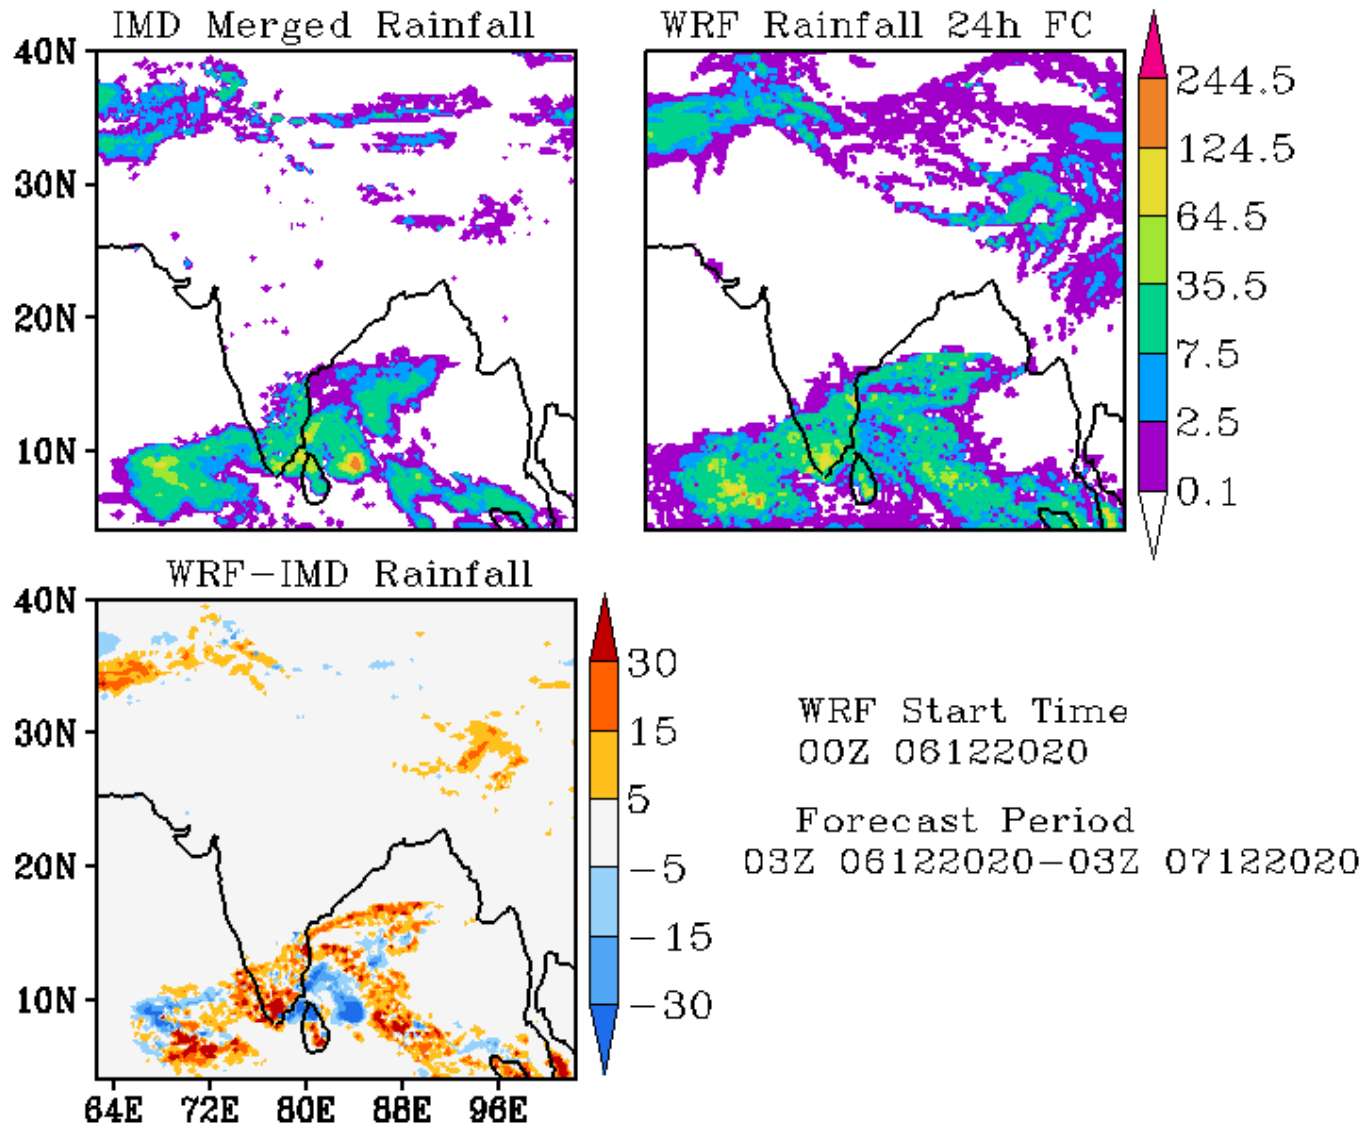 IMD Merged Rainfall
WRF Rainfall 24h FC
40N
30N
20N
10N
244.5
124.5
64.5
35.5
7.5
2.5
0.1
WRF-IMD Rainfall
40N
30N
20N
10N
64E 72E 80E 88E 96E
30
15
5
-5
-15
-30
WRF Start Time
00Z 06122020
Forecast Period
03Z 06122020-03Z 07122020